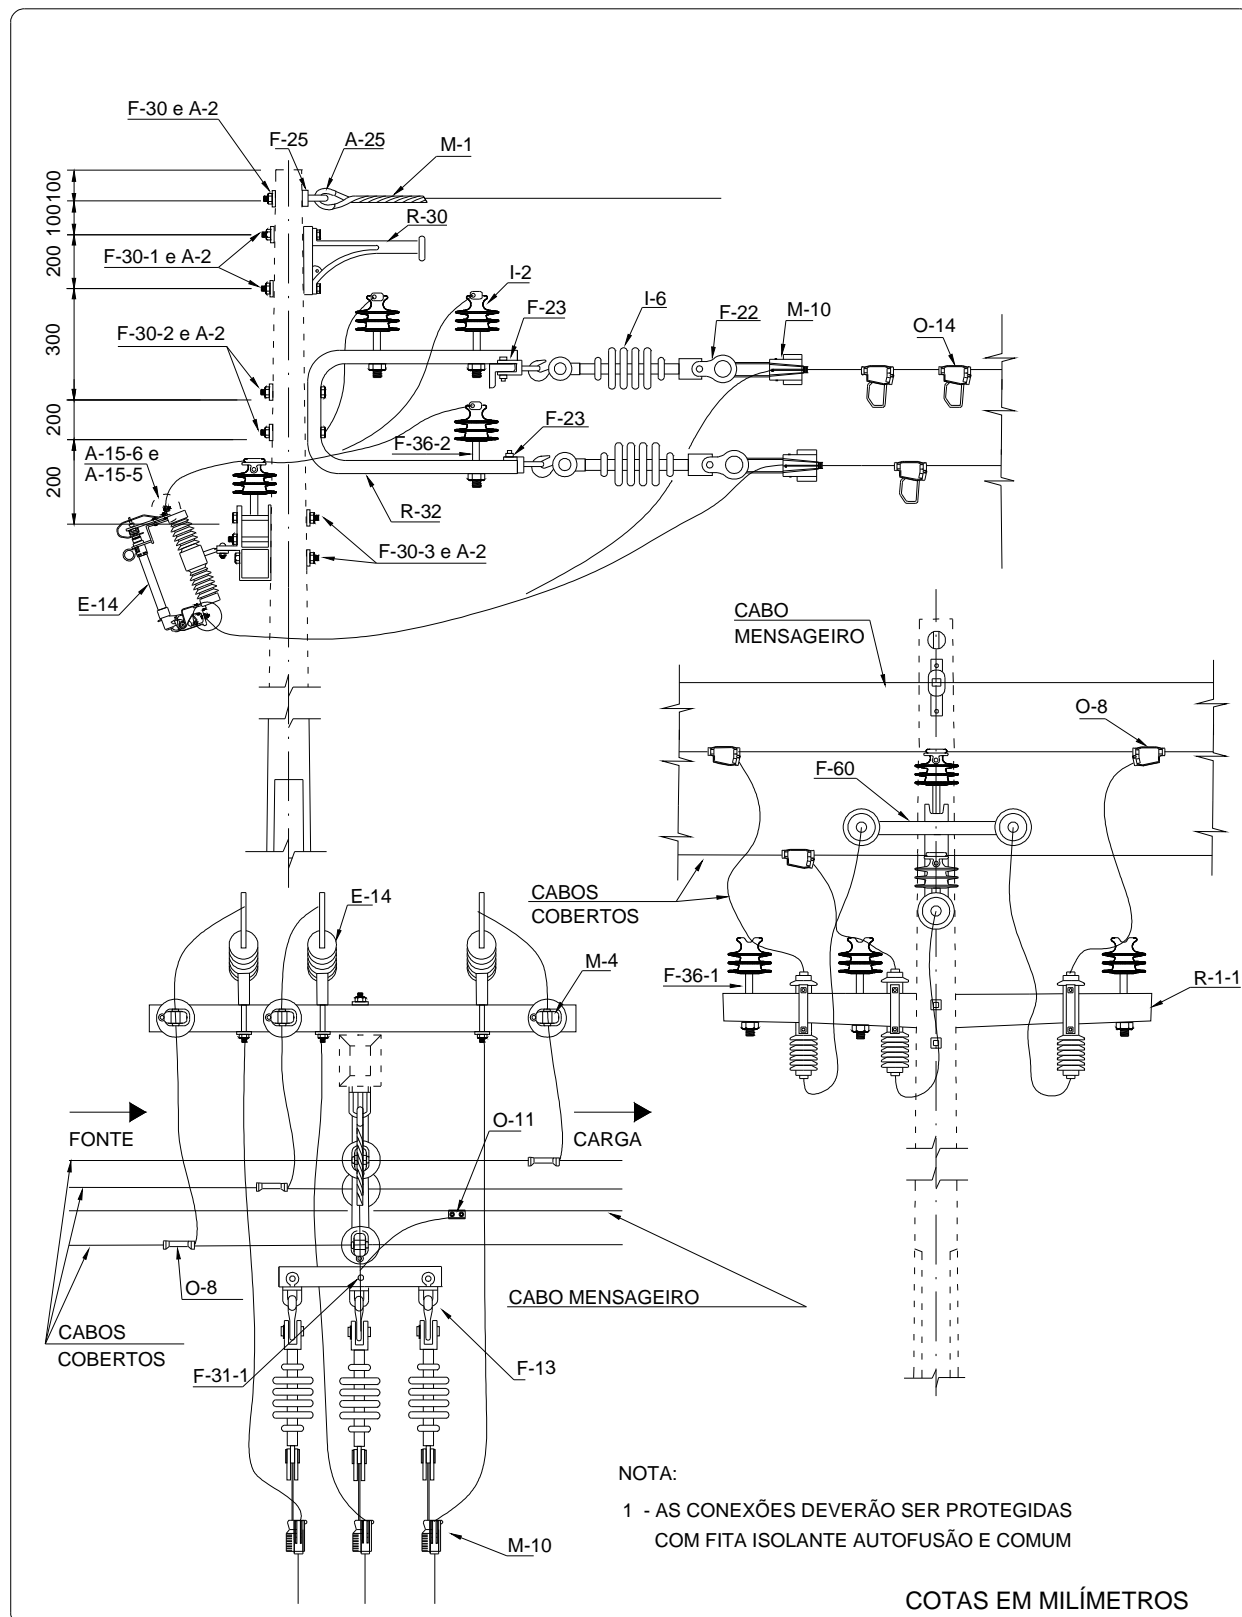 F-30 e A-2
F-25
A-25
M-1
100
100
R-30
200
F-30-1 e A-2
I-2
I-6
F-23
F-22
M-10
O-14
300
F-30-2 e A-2
200
F-23
A-15-6 e
A-15-5
F-36-2
200
R-32
F-30-3 e A-2
E-14
CABO
MENSAGEIRO
O-8
F-60
CABOS
COBERTOS
E-14
M-4
F-36-1
R-1-1
FONTE
O-11
CARGA
O-8
CABO MENSAGEIRO
CABOS
COBERTOS
F-31-1
F-13
NOTA:
1 - AS CONEXÕES DEVERÃO SER PROTEGIDAS
COM FITA ISOLANTE AUTOFUSÃO E COMUM
M-10
COTAS EM MILÍMETROS